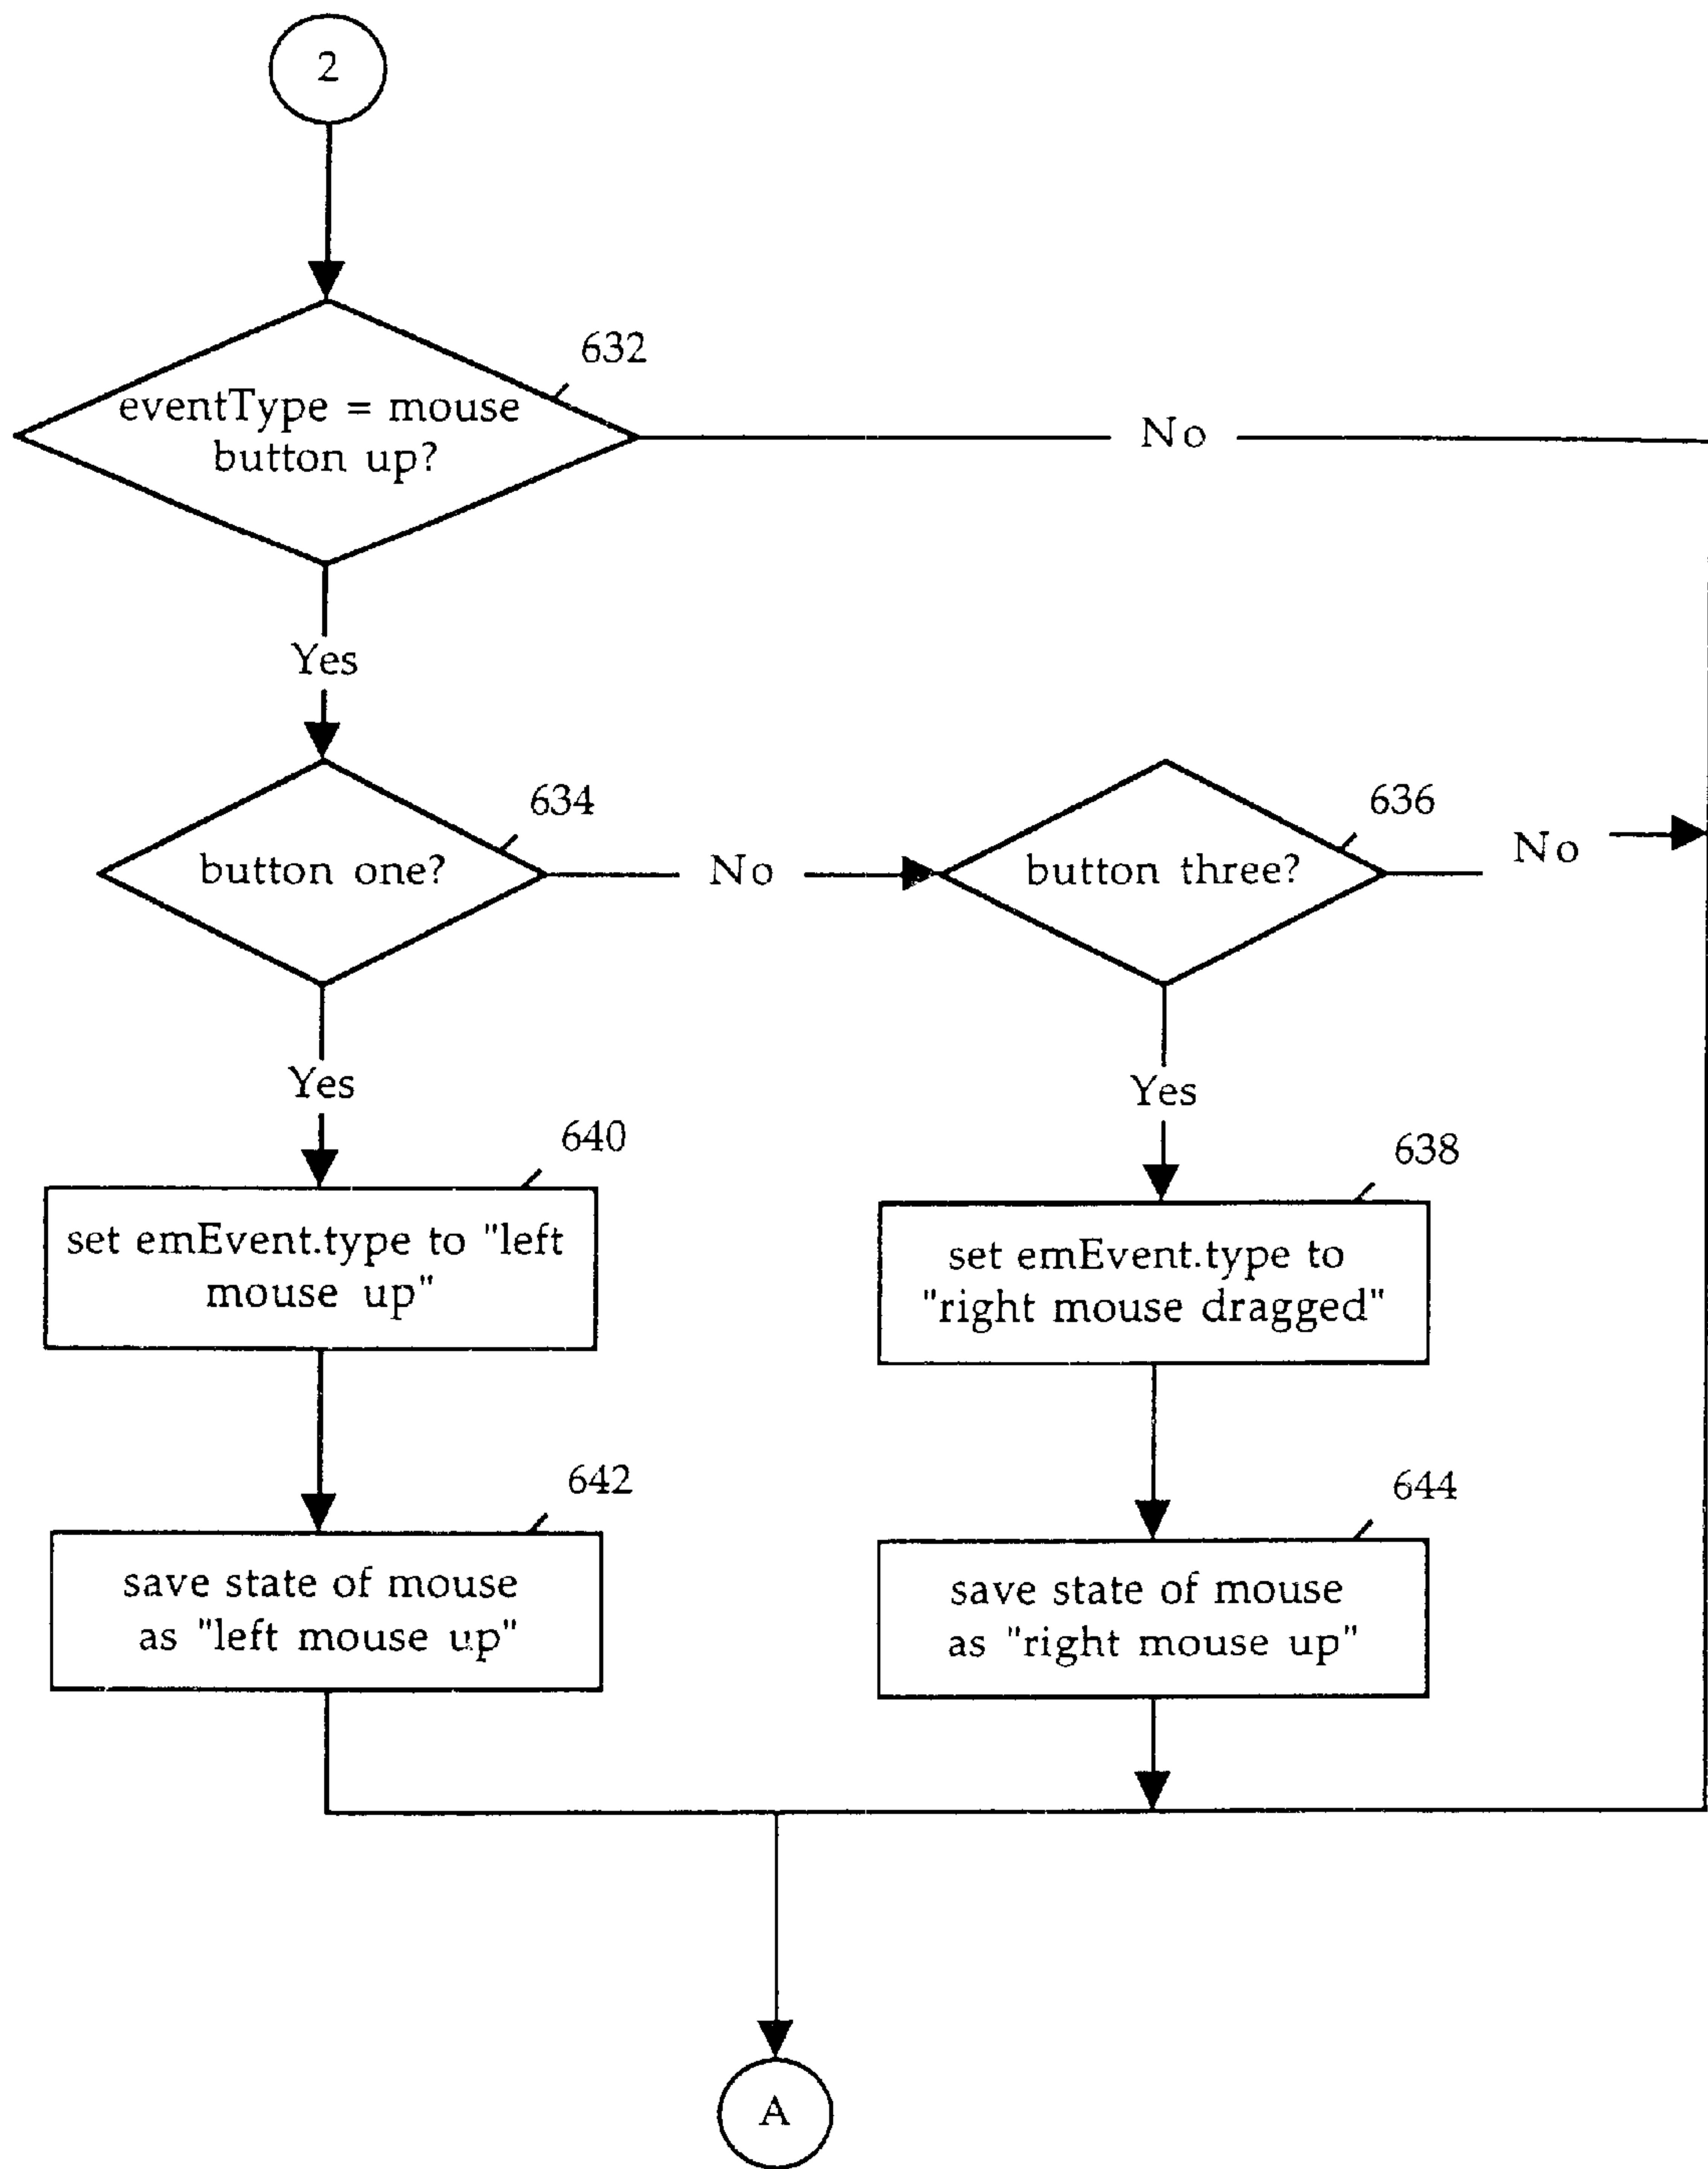 2
632
eventType = mouse
button up?
No
Yes
634
button one?
No
636
button three?
No
Yes
Yes
640
set emEvent.type to "left
mouse up"
638
set emEvent.type to
"right mouse dragged"
642
save state of mouse
as "left mouse up"
644
save state of mouse
as "right mouse up"
A